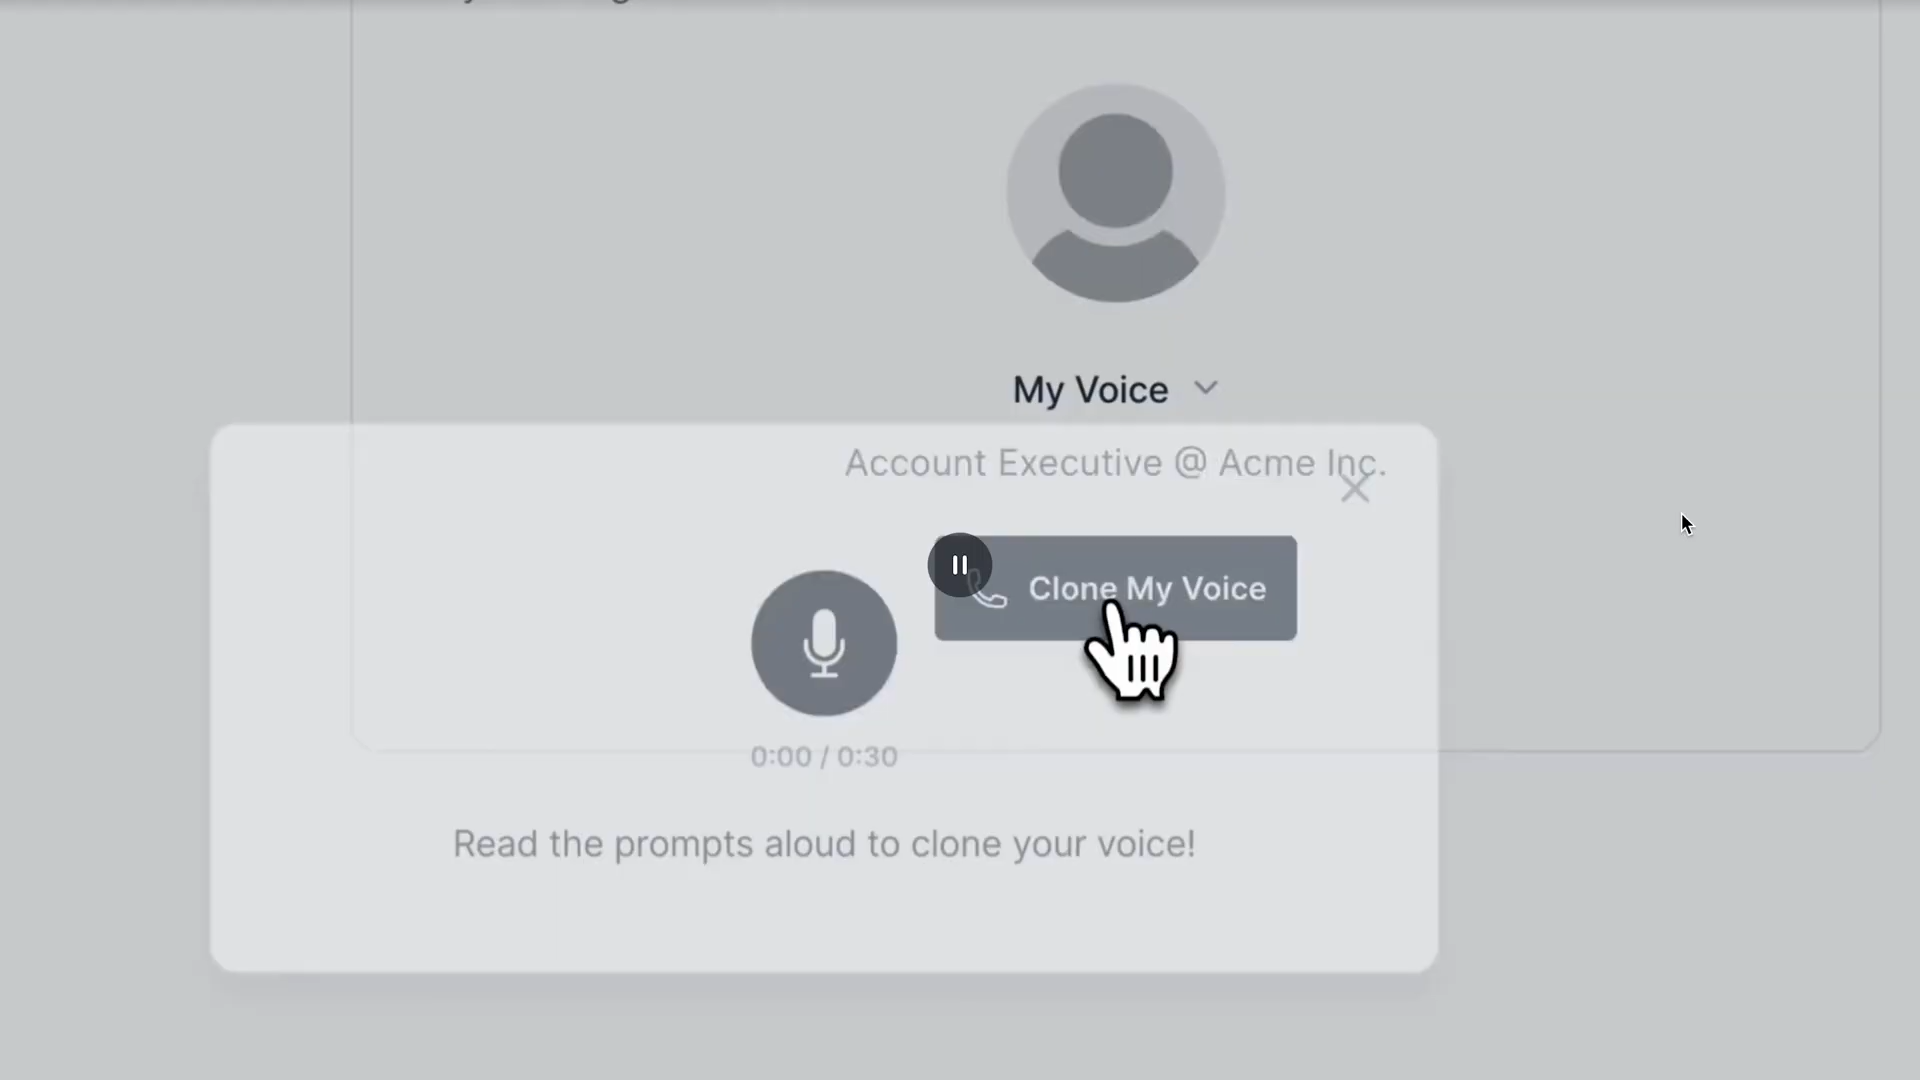 My Voice
Account Executive @ Acme Inc.
Clone My Voice
0:00 / 0:30
Read the prompts aloud to clone your voice!